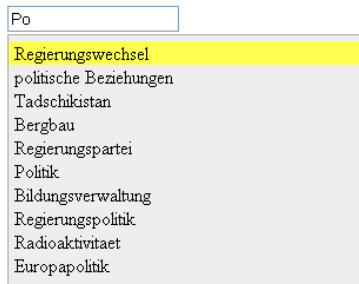 Po
Regierungswechsel
politische Beziehungen
Tadschikistan
Bergbau
Regierungspartei
Politik
Bildungsverwaltung
Regierungspolitik
Radioaktivitaet
Europapolitik